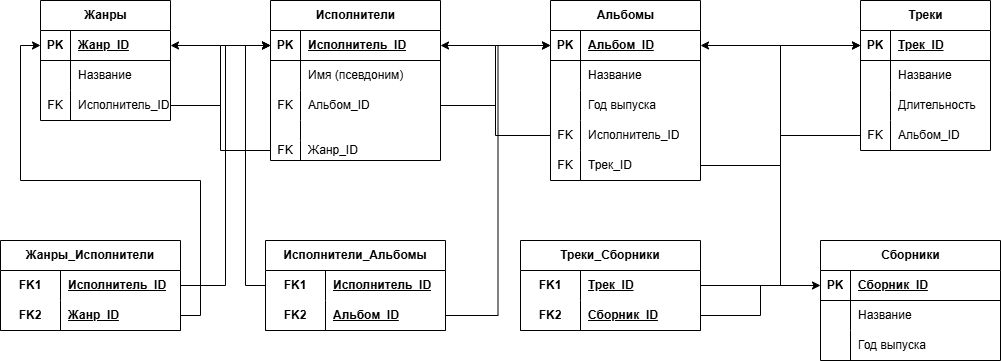 Жанры
PK Жанр_ID
Название
FK Исполнитель_ID
Исполнители
PK Исполнитель_ID
Имя (псевдоним)
FK Альбом_ID
FK Жанр_ID
Альбомы
PK Альбом_ID
Название
Год выпуска
FK Исполнитель_ID
FK Трек_ID
Треки
PK Трек_ID
Название
Длительность
FK Альбом_ID
Жанры_Исполнители
FK1 Исполнитель_ID
FK2 Жанр_ID
Исполнители_Альбомы
FK1 Исполнитель_ID
FK2 Альбом_ID
Треки_Сборники
FK1 Трек_ID
FK2 Сборник_ID
Сборники
PK Сборник_ID
Название
Год выпуска